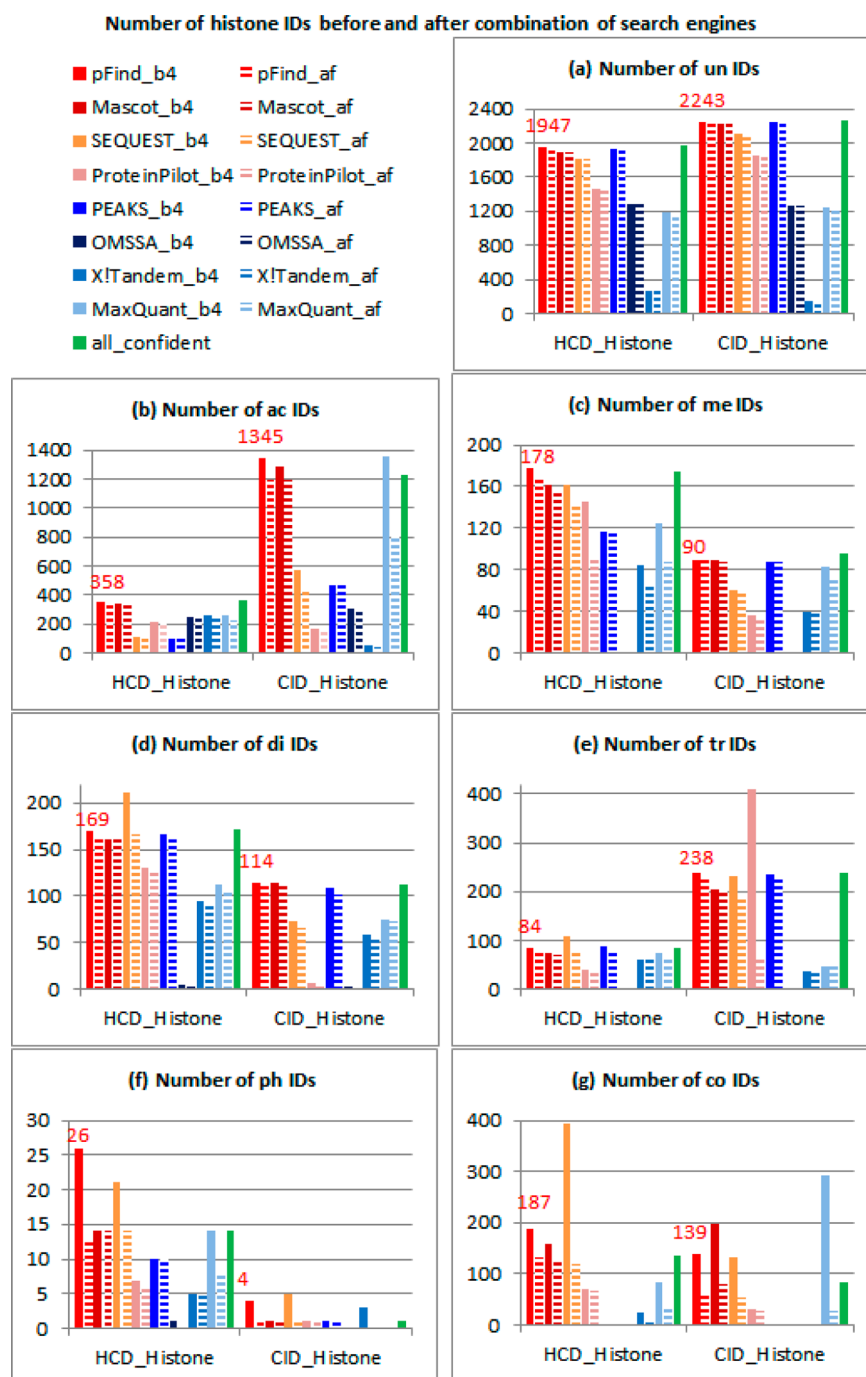 Number of histone IDs before and after combination of search engines
pFind_b4 pFind_af
Mascot_b4 Mascot_af
SEQUEST_b4 SEQUEST_af
ProteinPilot_b4 ProteinPilot_af
PEAKS_b4 PEAKS_af
OMSSA_b4 OMSSA_af
X!Tandem_b4 X!Tandem_af
MaxQuant_b4 MaxQuant_af
all_confident
(a) Number of un IDs
2400
2000
1600
1200
800
400
0
1947
2243
HCD_Histone CID_Histone
(b) Number of ac IDs
1400
1200
1000
800
600
400
200
0
358
1345
HCD_Histone CID_Histone
(c) Number of me IDs
200
160
120
80
40
0
178
90
HCD_Histone CID_Histone
(d) Number of di IDs
200
150
100
50
0
169
114
HCD_Histone CID_Histone
(e) Number of tr IDs
400
300
200
100
0
84
238
HCD_Histone CID_Histone
(f) Number of ph IDs
30
25
20
15
10
5
0
26
4
HCD_Histone CID_Histone
(g) Number of co IDs
400
300
200
100
0
187
139
HCD_Histone CID_Histone